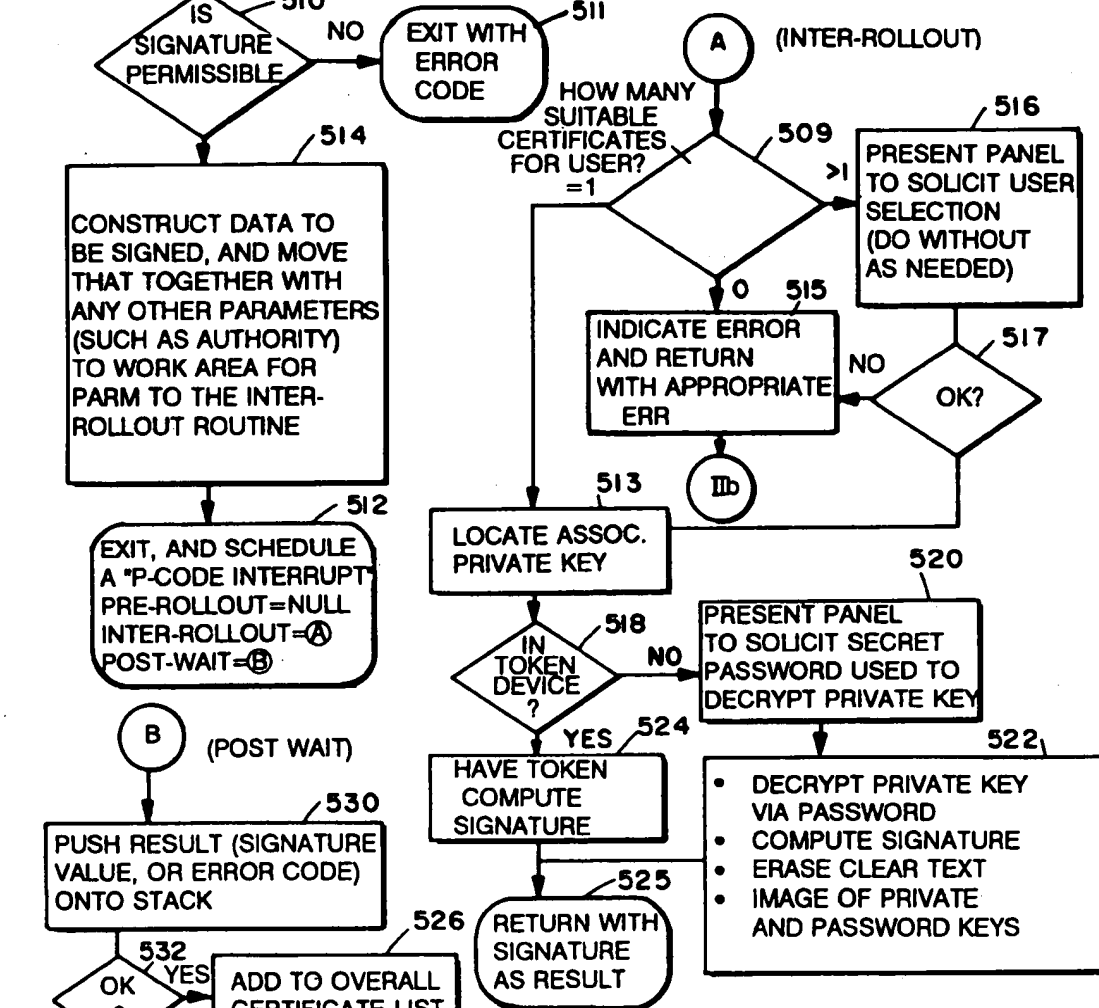 510
IS
SIGNATURE
PERMISSIBLE
NO
511
EXIT WITH
ERROR
CODE
514
CONSTRUCT DATA TO
BE SIGNED, AND MOVE
THAT TOGETHER WITH
ANY OTHER PARAMETERS
(SUCH AS AUTHORITY)
TO WORK AREA FOR
PARM TO THE INTER-
ROLLOUT ROUTINE
512
EXIT, AND SCHEDULE
A "P-CODE INTERRUPT"
PRE-ROLLOUT=NULL
INTER-ROLLOUT=Ⓐ
POST-WAIT=Ⓑ
B
(POST WAIT)
530
PUSH RESULT (SIGNATURE
VALUE, OR ERROR CODE)
ONTO STACK
532
OK
?
YES
526
ADD TO OVERALL
CERTIFICATE LIST
A
(INTER-ROLLOUT)
HOW MANY
SUITABLE
CERTIFICATES
FOR USER?
=1
509
>1
516
PRESENT PANEL
TO SOLICIT USER
SELECTION
(DO WITHOUT
AS NEEDED)
0
515
INDICATE ERROR
AND RETURN
WITH APPROPRIATE
ERR
NO
517
OK?
IIb
513
LOCATE ASSOC.
PRIVATE KEY
518
IN
TOKEN
DEVICE
?
NO
520
PRESENT PANEL
TO SOLICIT SECRET
PASSWORD USED TO
DECRYPT PRIVATE KEY
YES
524
HAVE TOKEN
COMPUTE
SIGNATURE
522
• DECRYPT PRIVATE KEY
VIA PASSWORD
• COMPUTE SIGNATURE
• ERASE CLEAR TEXT
• IMAGE OF PRIVATE
AND PASSWORD KEYS
525
RETURN WITH
SIGNATURE
AS RESULT